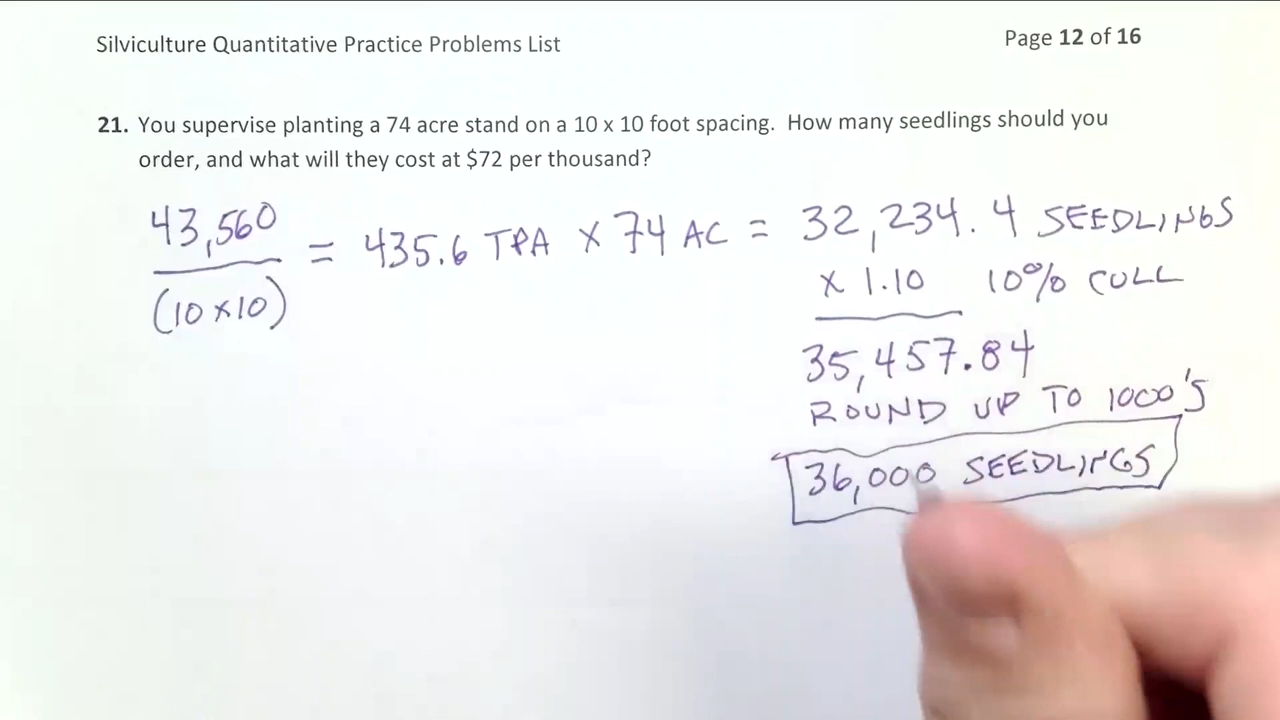 Silviculture Quantitative Practice Problems List
Page 12 of 16
21. You supervise planting a 74 acre stand on a 10 x 10 foot spacing. How many seedlings should you
order, and what will they cost at $72 per thousand?
43,560
(10 x 10)
= 435.6 TPA x 74 AC = 32,234.4 SEEDLINGS
x 1.10 10% CULL
35,457.84
ROUND UP TO 1000's
36,000 SEEDLINGS